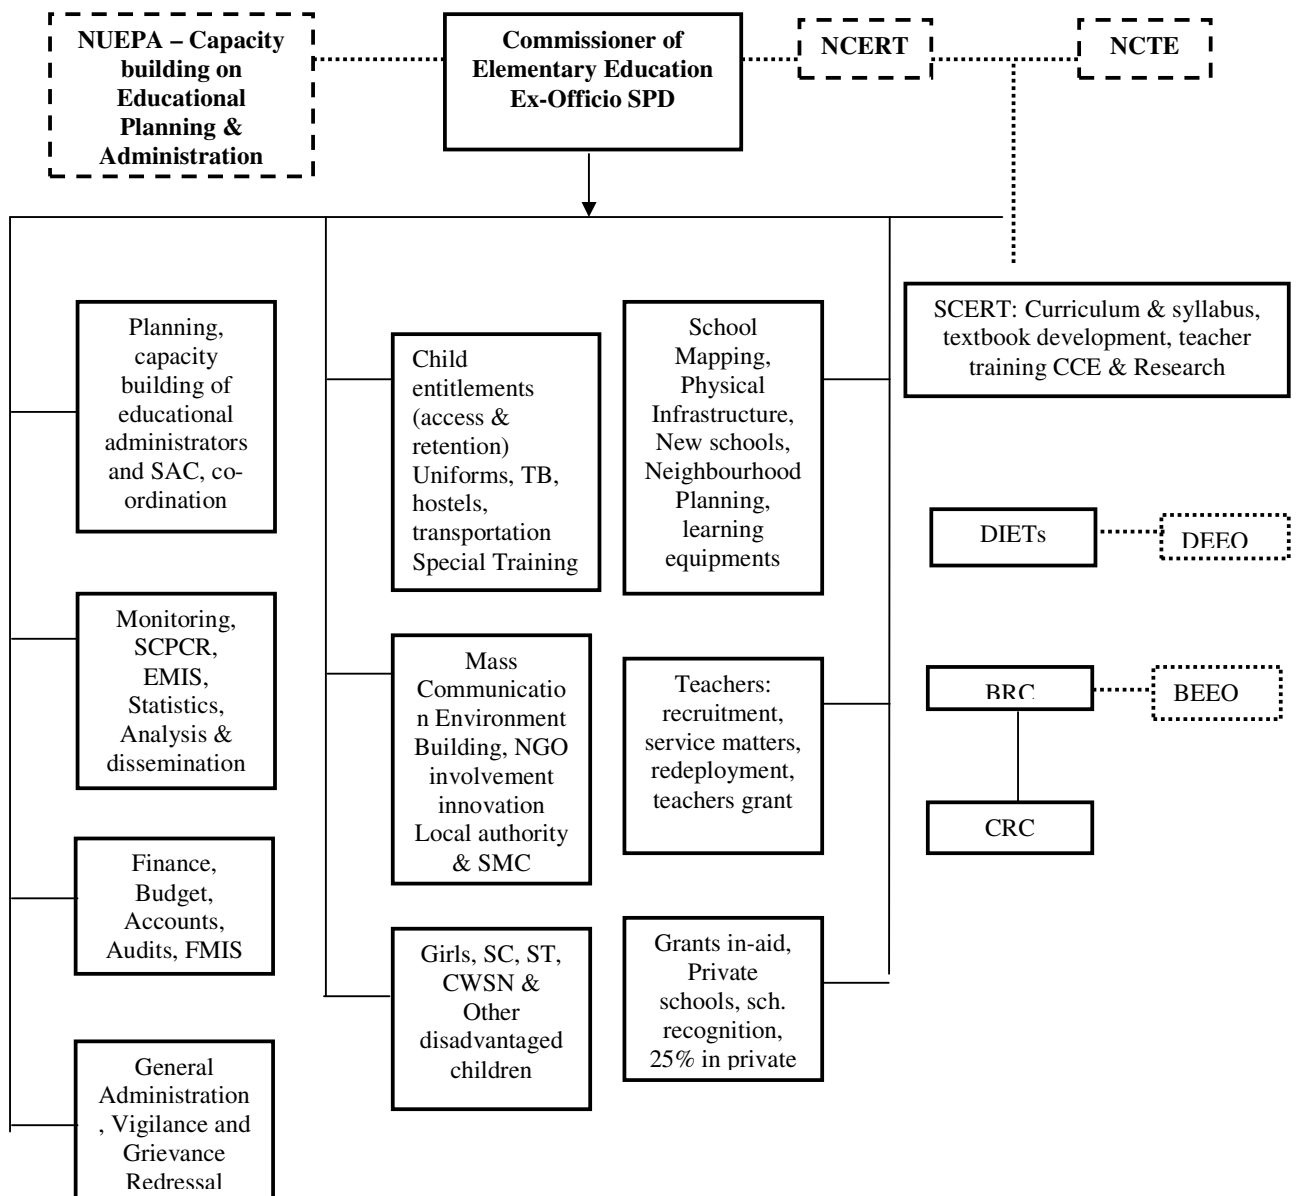 NUEPA – Capacity
building on
Educational
Planning &
Administration
Commissioner of
Elementary Education
Ex-Officio SPD
NCERT
NCTE
Planning,
capacity
building of
educational
administrators
and SAC, co-
ordination
Monitoring,
SCPCR,
EMIS,
Statistics,
Analysis &
dissemination
Finance,
Budget,
Accounts,
Audits, FMIS
General
Administration
, Vigilance and
Grievance
Redressal
Child
entitlements
(access &
retention)
Uniforms, TB,
hostels,
transportation
Special Training
Mass
Communicatio
n Environment
Building, NGO
involvement
innovation
Local authority
& SMC
Girls, SC, ST,
CWSN &
Other
disadvantaged
children
School
Mapping,
Physical
Infrastructure,
New schools,
Neighbourhood
Planning,
learning
equipments
Teachers:
recruitment,
service matters,
redeployment,
teachers grant
Grants in-aid,
Private
schools, sch.
recognition,
25% in private
SCERT: Curriculum & syllabus,
textbook development, teacher
training CCE & Research
DIETs
DEEO
BRC
BEEO
CRC